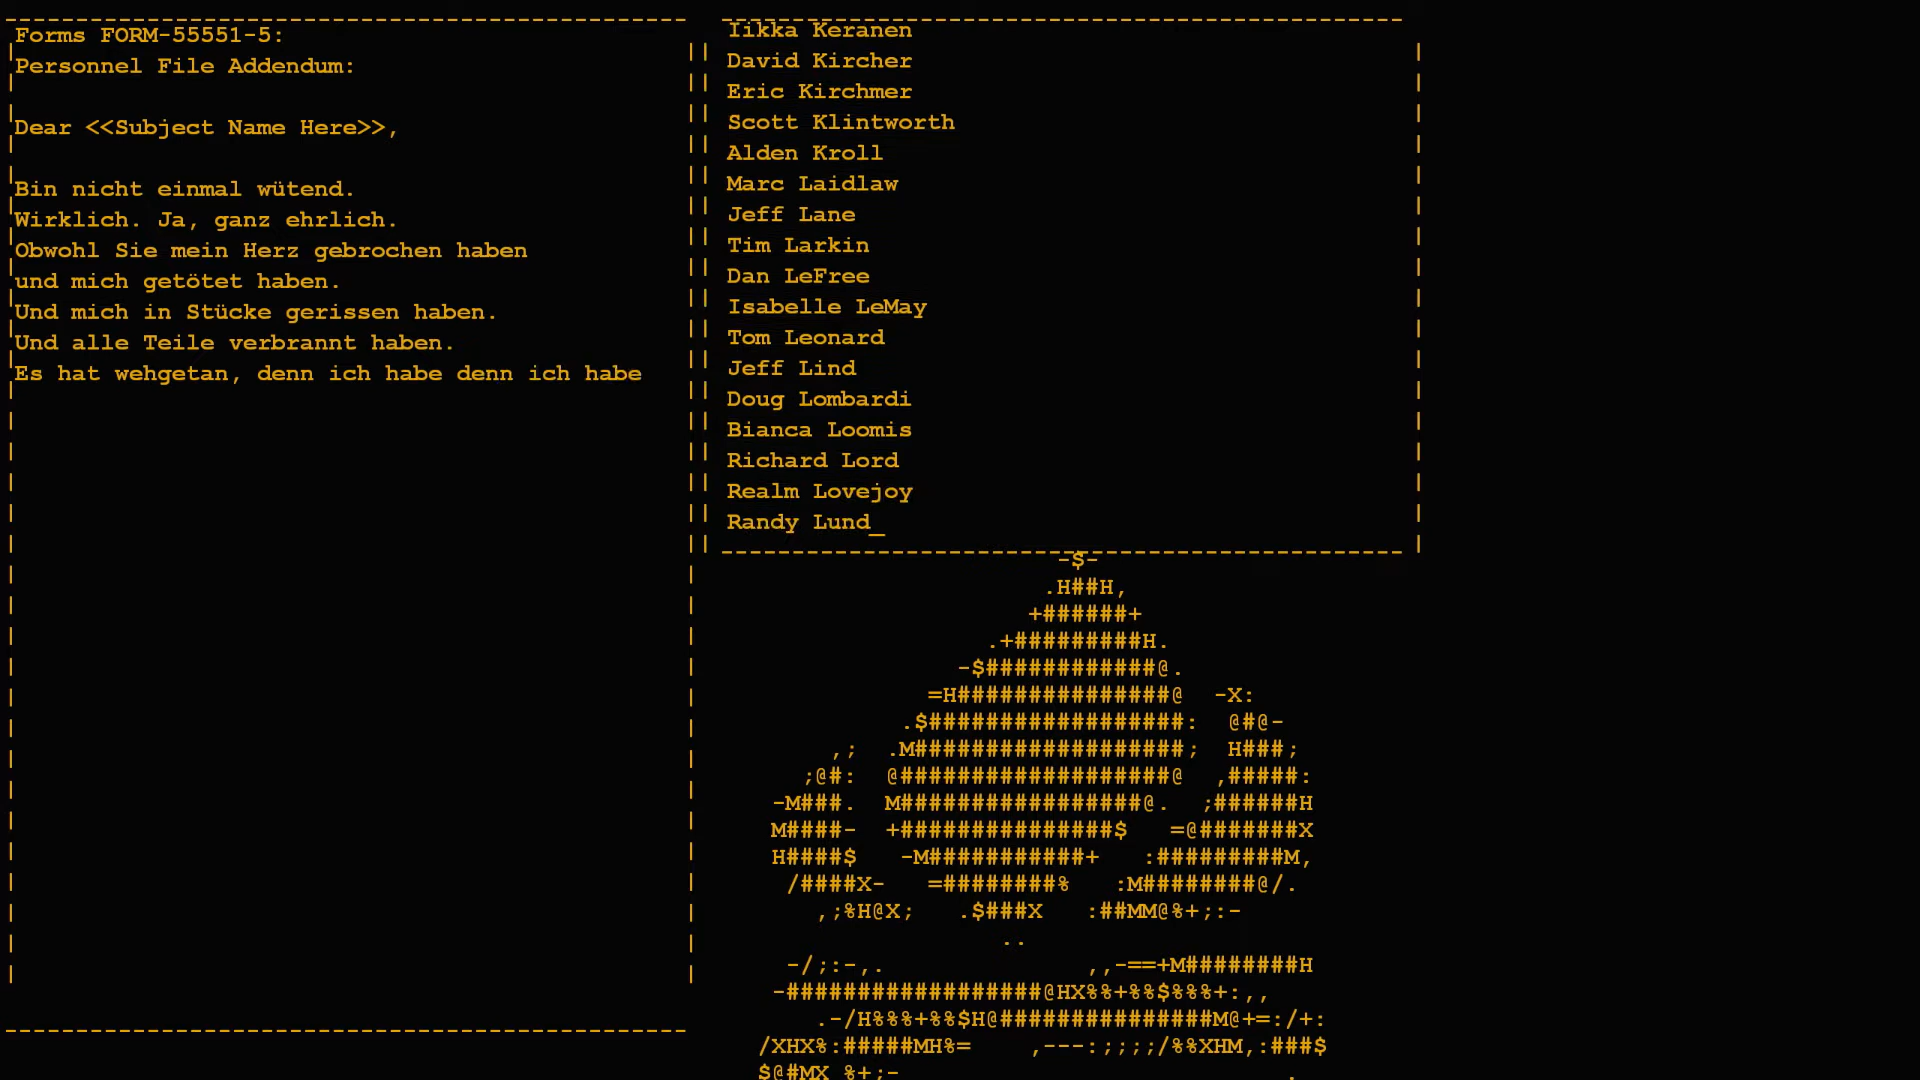 Forms FORM-55551-5:
Personnel File Addendum:
Dear <<Subject Name Here>>,
Bin nicht einmal wütend.
Wirklich. Ja, ganz ehrlich.
Obwohl Sie mein Herz gebrochen haben
und mich getötet haben.
Und mich in Stücke gerissen haben.
Und alle Teile verbrannt haben.
Es hat wehgetan, denn ich habe denn ich habe
Iikka Keranen
David Kircher
Eric Kirchmer
Scott Klintworth
Alden Kroll
Marc Laidlaw
Jeff Lane
Tim Larkin
Dan LeFree
Isabelle LeMay
Tom Leonard
Jeff Lind
Doug Lombardi
Bianca Loomis
Richard Lord
Realm Lovejoy
Randy Lund_